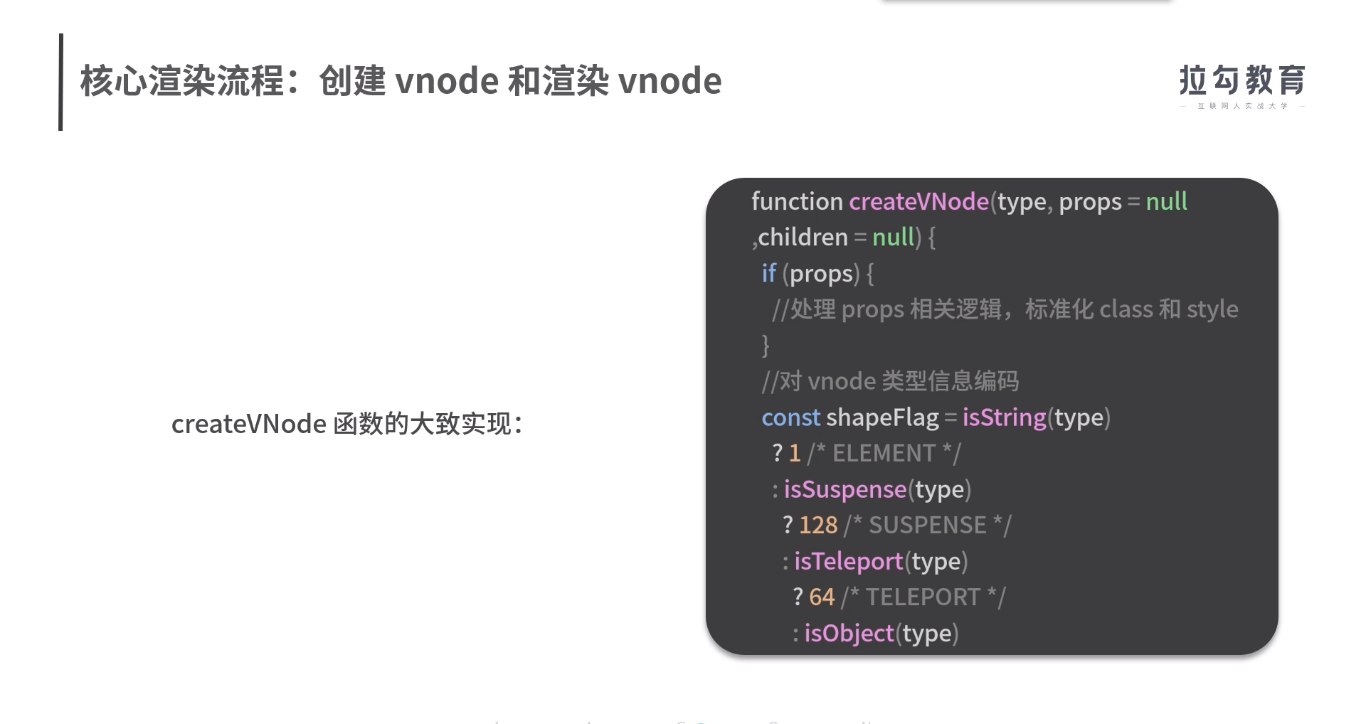 核心渲染流程：创建 vnode 和渲染 vnode
拉勾教育
— 互联网人实战大学 —
createVNode 函数的大致实现：
function createVNode(type, props = null
,children = null) {
if (props) {
//处理 props 相关逻辑，标准化 class 和 style
}
//对 vnode 类型信息编码
const shapeFlag = isString(type)
? 1 /* ELEMENT */
: isSuspense(type)
? 128 /* SUSPENSE */
: isTeleport(type)
? 64 /* TELEPORT */
: isObject(type)